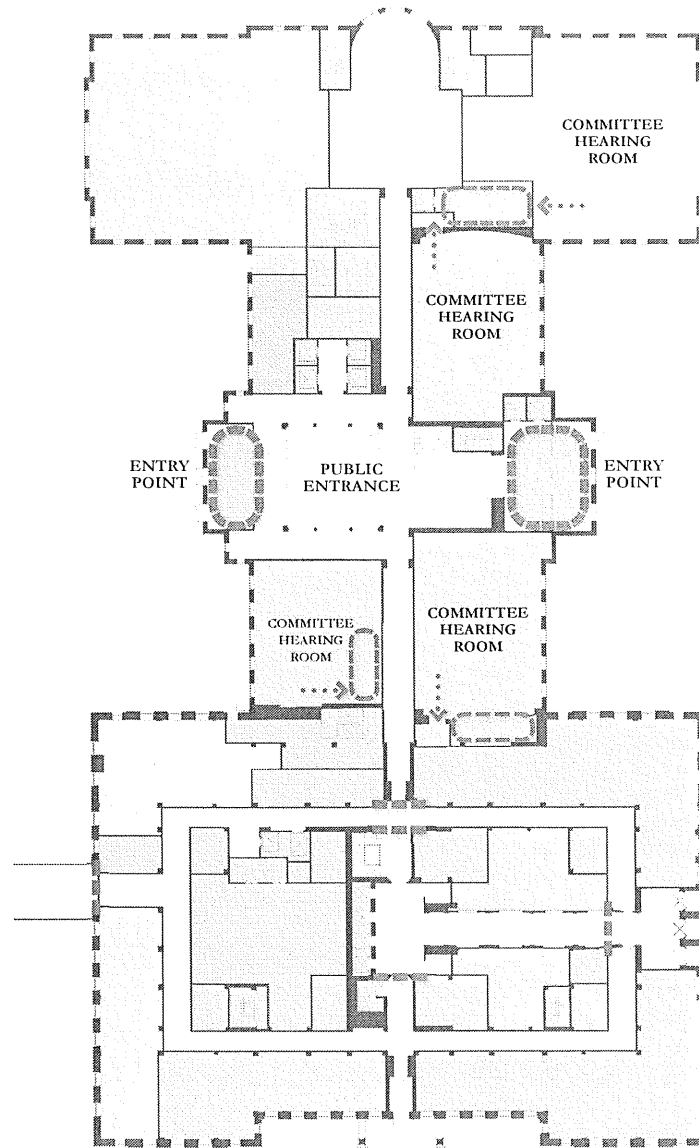 COMMITTEE
HEARING
ROOM
COMMITTEE
HEARING
ROOM
ENTRY
POINT
PUBLIC
ENTRANCE
ENTRY
POINT
COMMITTEE
HEARING
ROOM
COMMITTEE
HEARING
ROOM